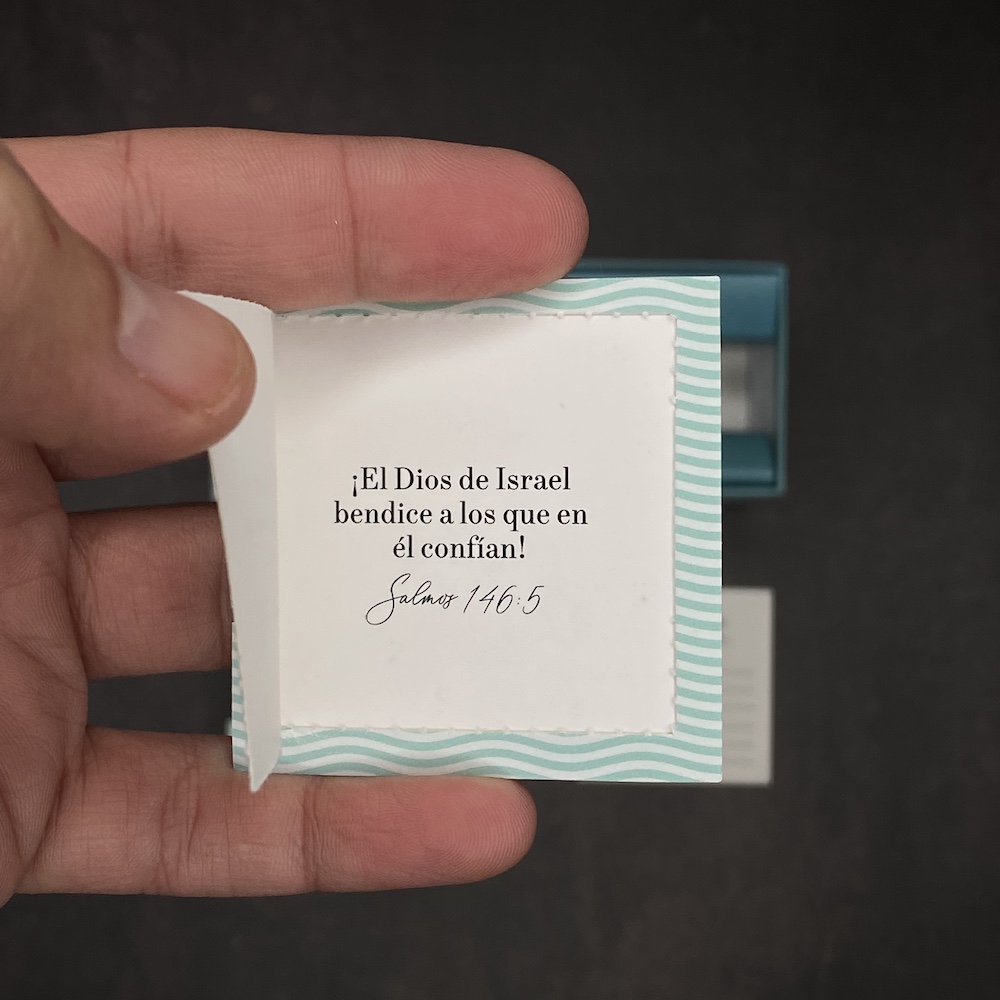 ¡El Dios de Israel
bendice a los que en
él confían!
Salmos 146:5